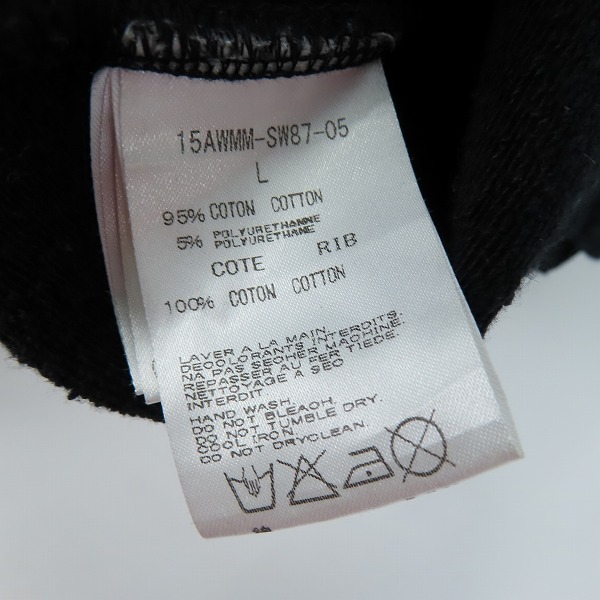 15AWMM-SW87-05
L
95% COTON COTTON
5% POLYURETHANNE
POLYURETHANE
COTE RIB
100% COTON COTTON
LAVER A LA MAIN.
DECOLORANTS INTERDITS.
NA PAS SECHER MACHINE.
REPASSER AU FER TIEDE.
NETTOYAGE A SEC
INTERDIT
HAND WASH.
DO NOT BLEACH.
DO NOT TUMBLE DRY.
COOL IRON.
DO NOT DRYCLEAN.